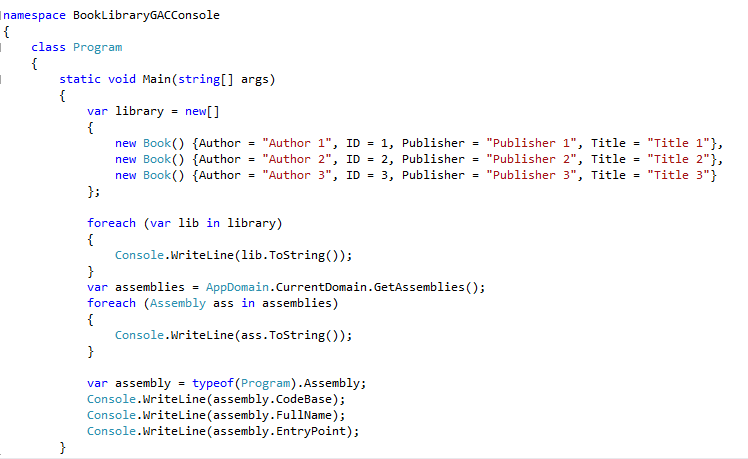 namespace BookLibraryGACConsole
{
class Program
{
static void Main(string[] args)
{
var library = new[]
{
new Book() {Author = "Author 1", ID = 1, Publisher = "Publisher 1", Title = "Title 1"},
new Book() {Author = "Author 2", ID = 2, Publisher = "Publisher 2", Title = "Title 2"},
new Book() {Author = "Author 3", ID = 3, Publisher = "Publisher 3", Title = "Title 3"}
};
foreach (var lib in library)
{
Console.WriteLine(lib.ToString());
}
var assemblies = AppDomain.CurrentDomain.GetAssemblies();
foreach (Assembly ass in assemblies)
{
Console.WriteLine(ass.ToString());
}
var assembly = typeof(Program).Assembly;
Console.WriteLine(assembly.CodeBase);
Console.WriteLine(assembly.FullName);
Console.WriteLine(assembly.EntryPoint);
}